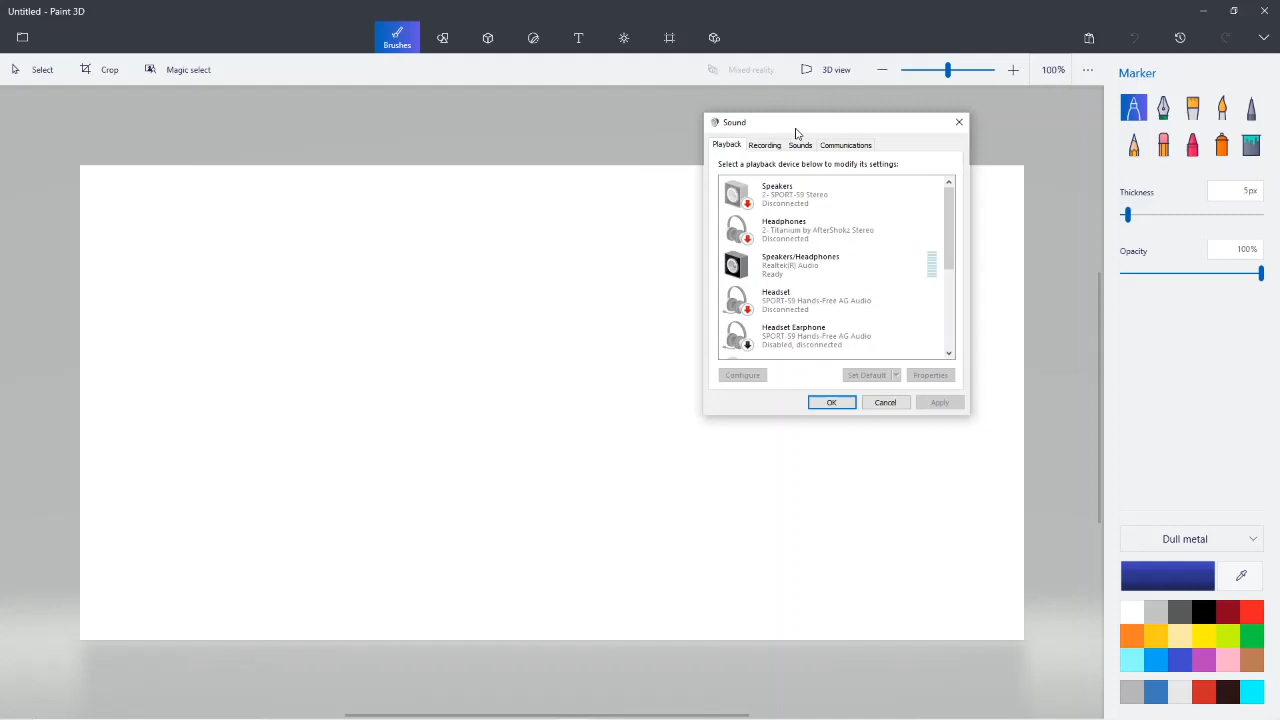 Untitled - Paint 3D
Brushes
Select
Crop
Magic select
Mixed reality
3D view
100%
Marker
Thickness
5px
Opacity
100%
Dull metal
Sound
Playback
Recording
Sounds
Communications
Select a playback device below to modify its settings:
Speakers
2- SPORT-S9 Stereo
Disconnected
Headphones
2- Titanium by AfterShokz Stereo
Disconnected
Speakers/Headphones
Realtek(R) Audio
Ready
Headset
SPORT-S9 Hands-Free AG Audio
Disconnected
Headset Earphone
SPORT-S9 Hands-Free AG Audio
Disabled, disconnected
Configure
Set Default
Properties
OK
Cancel
Apply